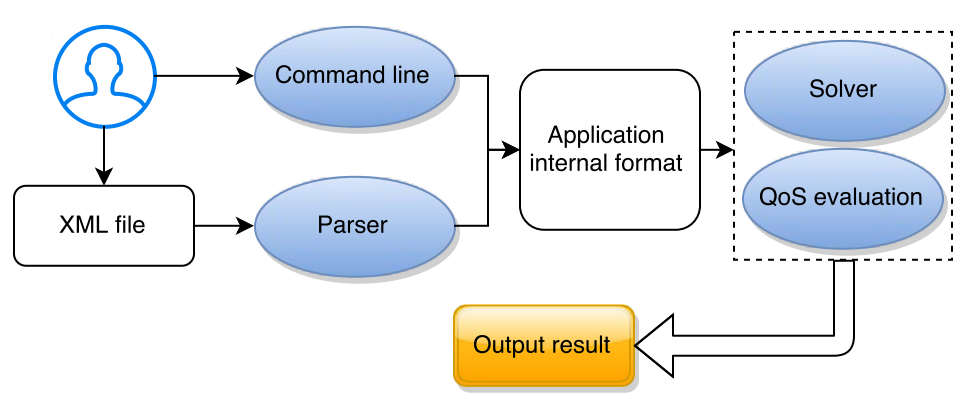 Command line
Solver
Application
internal format
QoS evaluation
XML file
Parser
Output result